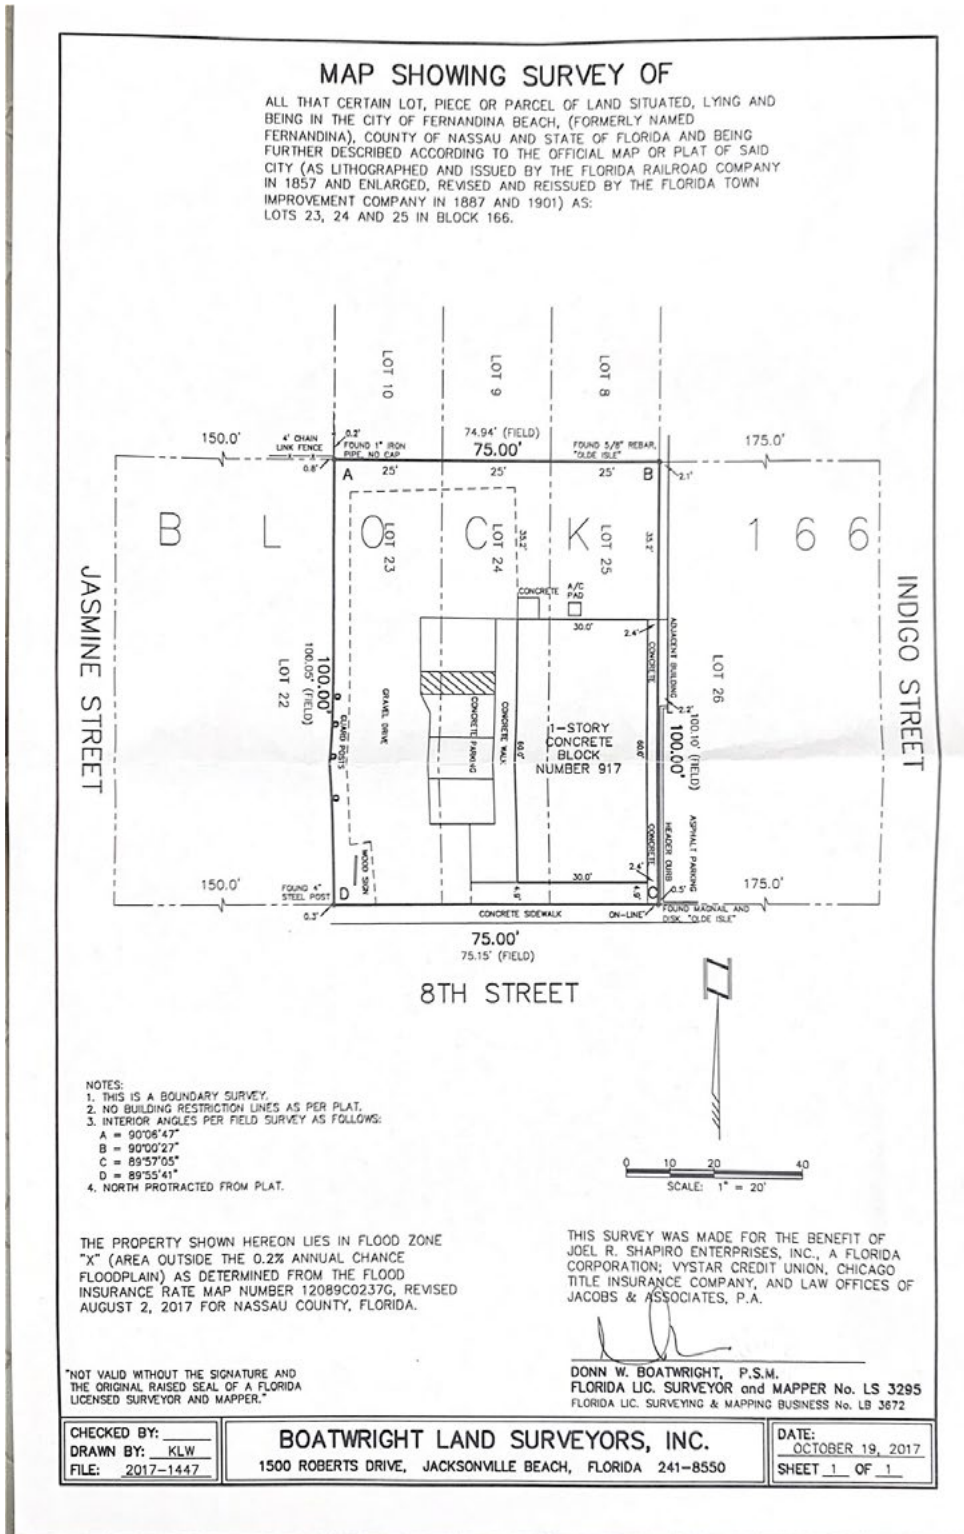 MAP SHOWING SURVEY OF
ALL THAT CERTAIN LOT, PIECE OR PARCEL OF LAND SITUATED, LYING AND
BEING IN THE CITY OF FERNANDINA BEACH, (FORMERLY NAMED
FERNANDINA), COUNTY OF NASSAU AND STATE OF FLORIDA AND BEING
FURTHER DESCRIBED ACCORDING TO THE OFFICIAL MAP OR PLAT OF SAID
CITY (AS LITHOGRAPHED AND ISSUED BY THE FLORIDA RAILROAD COMPANY
IN 1857 AND ENLARGED, REVISED AND REISSUED BY THE FLORIDA TOWN
IMPROVEMENT COMPANY IN 1887 AND 1901) AS:
LOTS 23, 24 AND 25 IN BLOCK 166.
LOT 10
LOT 9
LOT 8
150.0'
4' CHAIN
LINK FENCE
0.2'
FOUND 1" IRON
PIPE, NO CAP
74.94' (FIELD)
75.00'
FOUND 5/8" REBAR,
"OLDE ISLE"
175.0'
0.8'
A
25'
25'
25'
B
2.1'
BLOCK 166
LOT 23
LOT 24
LOT 25
35.2'
35.2'
CONCRETE
A/C
PAD
30.0'
2.4'
CONCRETE
ADJACENT BUILDING
LOT 26
JASMINE STREET
INDIGO STREET
LOT 22
100.00'
100.05' (FIELD)
GUARD POSTS
GRAVEL DRIVE
CONCRETE PARKING
CONCRETE WALK
60.0'
1-STORY
CONCRETE
BLOCK
NUMBER 917
60.0'
2.2'
100.00'
100.10' (FIELD)
WOOD SIGN
CONCRETE
HEADER CURB
ASPHALT PARKING
150.0'
FOUND 4"
STEEL POST
D
0.3'
30.0'
2.4'
4.9'
4.9'
C
0.5'
175.0'
CONCRETE SIDEWALK
ON-LINE
FOUND MAGNAIL AND
DISK, "OLDE ISLE"
75.00'
75.15' (FIELD)
8TH STREET
N
NOTES:
1. THIS IS A BOUNDARY SURVEY.
2. NO BUILDING RESTRICTION LINES AS PER PLAT.
3. INTERIOR ANGLES PER FIELD SURVEY AS FOLLOWS:
A = 90°06'47"
B = 90°00'27"
C = 89°57'05"
D = 89°55'41"
4. NORTH PROTRACTED FROM PLAT.
0 10 20 40
SCALE: 1" = 20'
THE PROPERTY SHOWN HEREON LIES IN FLOOD ZONE
"X" (AREA OUTSIDE THE 0.2% ANNUAL CHANCE
FLOODPLAIN) AS DETERMINED FROM THE FLOOD
INSURANCE RATE MAP NUMBER 12089C0237G, REVISED
AUGUST 2, 2017 FOR NASSAU COUNTY, FLORIDA.
THIS SURVEY WAS MADE FOR THE BENEFIT OF
JOEL R. SHAPIRO ENTERPRISES, INC., A FLORIDA
CORPORATION; VYSTAR CREDIT UNION, CHICAGO
TITLE INSURANCE COMPANY, AND LAW OFFICES OF
JACOBS & ASSOCIATES, P.A.
"NOT VALID WITHOUT THE SIGNATURE AND
THE ORIGINAL RAISED SEAL OF A FLORIDA
LICENSED SURVEYOR AND MAPPER."
DONN W. BOATWRIGHT, P.S.M.
FLORIDA LIC. SURVEYOR and MAPPER No. LS 3295
FLORIDA LIC. SURVEYING & MAPPING BUSINESS No. LB 3672
CHECKED BY:
DRAWN BY: KLW
FILE: 2017-1447
BOATWRIGHT LAND SURVEYORS, INC.
1500 ROBERTS DRIVE, JACKSONVILLE BEACH, FLORIDA 241-8550
DATE:
OCTOBER 19, 2017
SHEET 1 OF 1